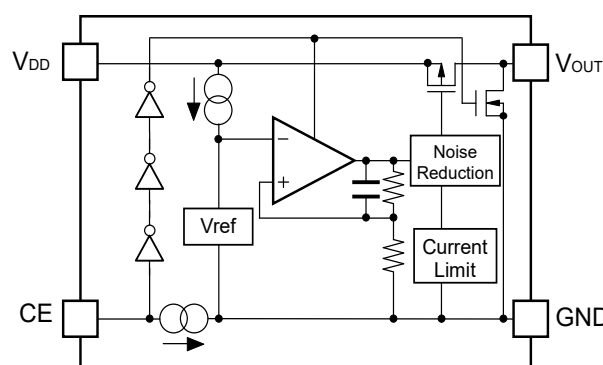 VDD
VOUT
−
+
Noise
Reduction
Vref
Current
Limit
CE
GND